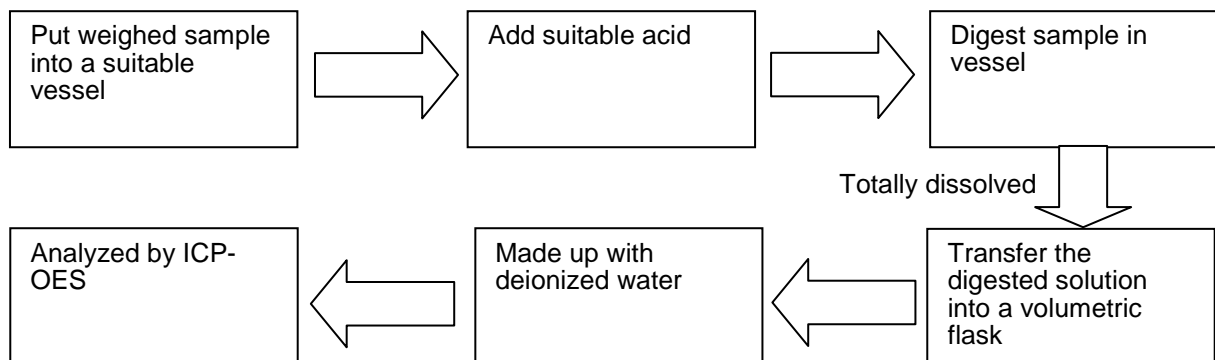 Put weighed sample
into a suitable
vessel
Add suitable acid
Digest sample in
vessel
Totally dissolved
Transfer the
digested solution
into a volumetric
flask
Made up with
deionized water
Analyzed by ICP-
OES